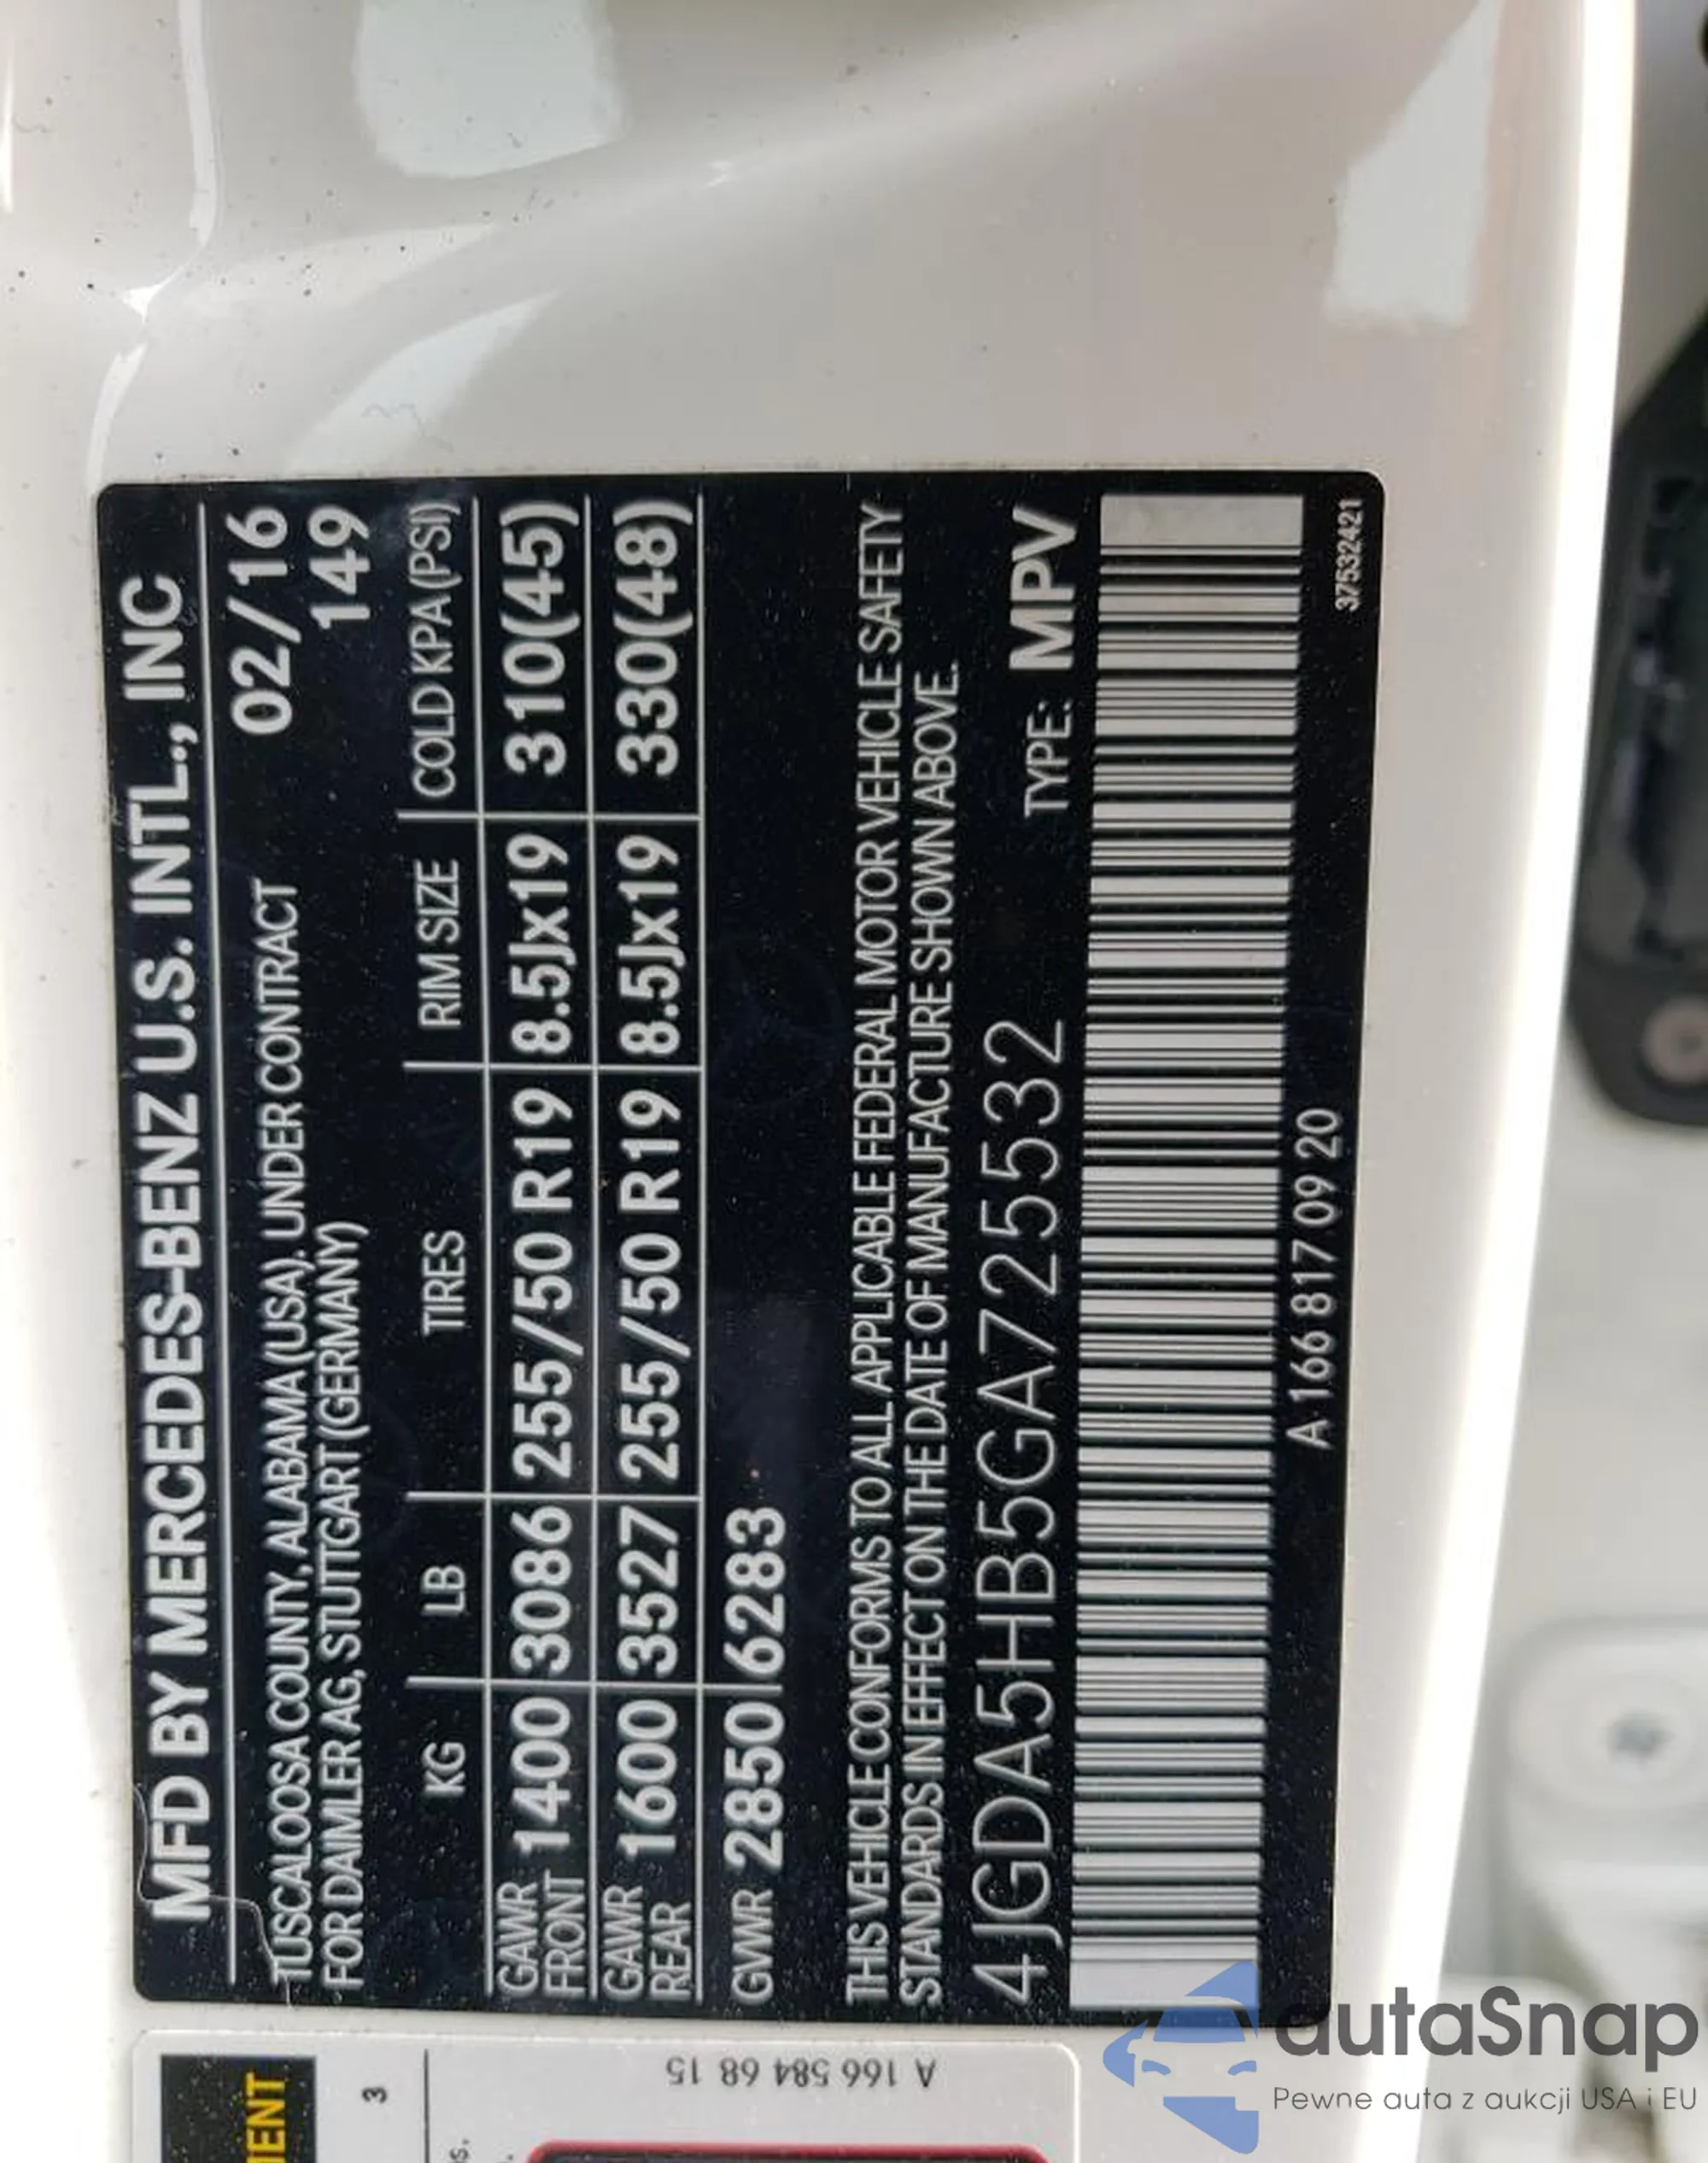 MFD BY MERCEDES-BENZ U.S. INTL., INC
TUSCALOOSA COUNTY, ALABAMA (USA). UNDER CONTRACT 02/16
FOR DAIMLER AG, STUTTGART (GERMANY) 149
KG LB TIRES RIM SIZE COLD KPA (PSI)
GAWR FRONT 1400 3086 255/50 R19 8.5Jx19 310(45)
GAWR REAR 1600 3527 255/50 R19 8.5Jx19 330(48)
GVWR 2850 6283
THIS VEHICLE CONFORMS TO ALL APPLICABLE FEDERAL MOTOR VEHICLE SAFETY
STANDARDS IN EFFECT ON THE DATE OF MANUFACTURE SHOWN ABOVE.
4JGDA5HB5GA725532 TYPE: MPV
A 166 817 09 20
37532421
A 166 584 68 15
3
autaSnap
Pewne auta z aukcji USA i EU